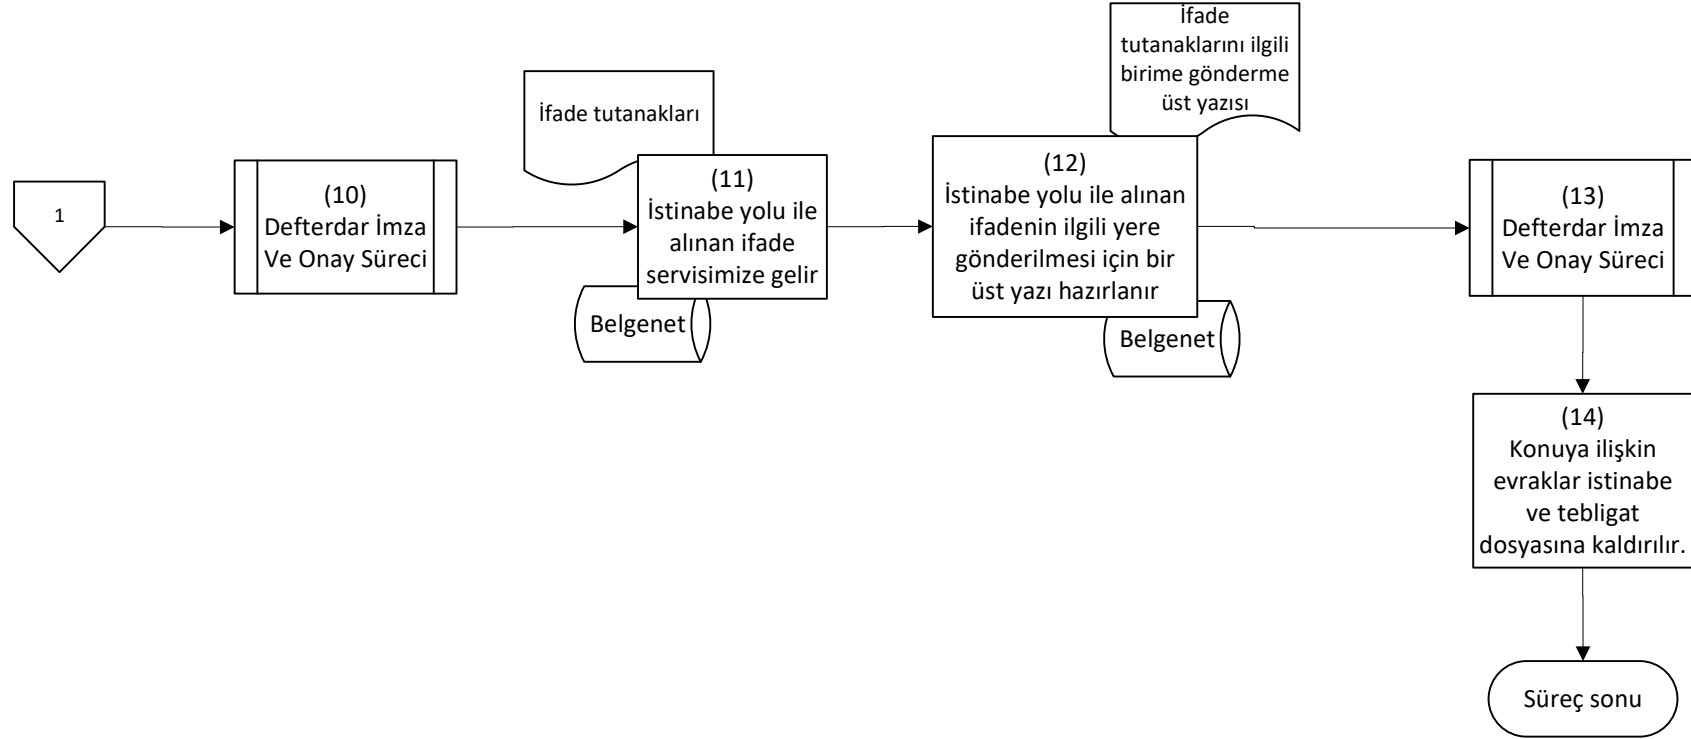 1
(10)
Defterdar İmza
Ve Onay Süreci
İfade tutanakları
(11)
İstinabe yolu ile
alınan ifade
servisimize gelir
Belgenet
İfade
tutanaklarını ilgili
birime gönderme
üst yazısı
(12)
İstinabe yolu ile alınan
ifadenin ilgili yere
gönderilmesi için bir
üst yazı hazırlanır
Belgenet
(13)
Defterdar İmza
Ve Onay Süreci
(14)
Konuya ilişkin
evraklar istinabe
ve tebligat
dosyasına kaldırılır.
Süreç sonu